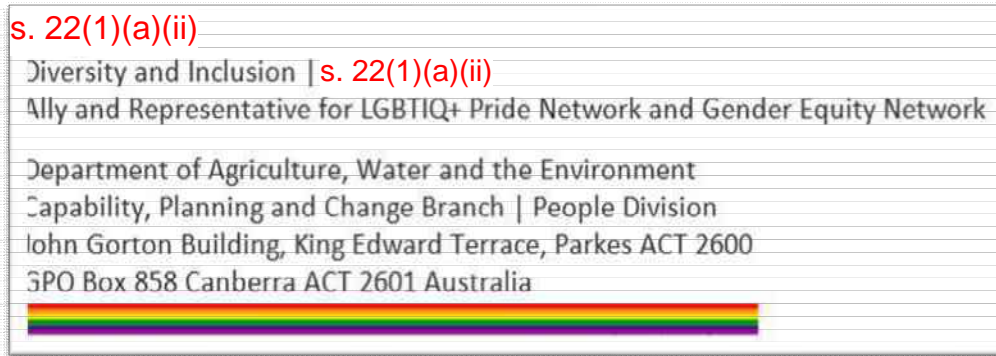 s. 22(1)(a)(ii)
Diversity and Inclusion | s. 22(1)(a)(ii)
Ally and Representative for LGBTIQ+ Pride Network and Gender Equity Network
Department of Agriculture, Water and the Environment
Capability, Planning and Change Branch | People Division
John Gorton Building, King Edward Terrace, Parkes ACT 2600
GPO Box 858 Canberra ACT 2601 Australia